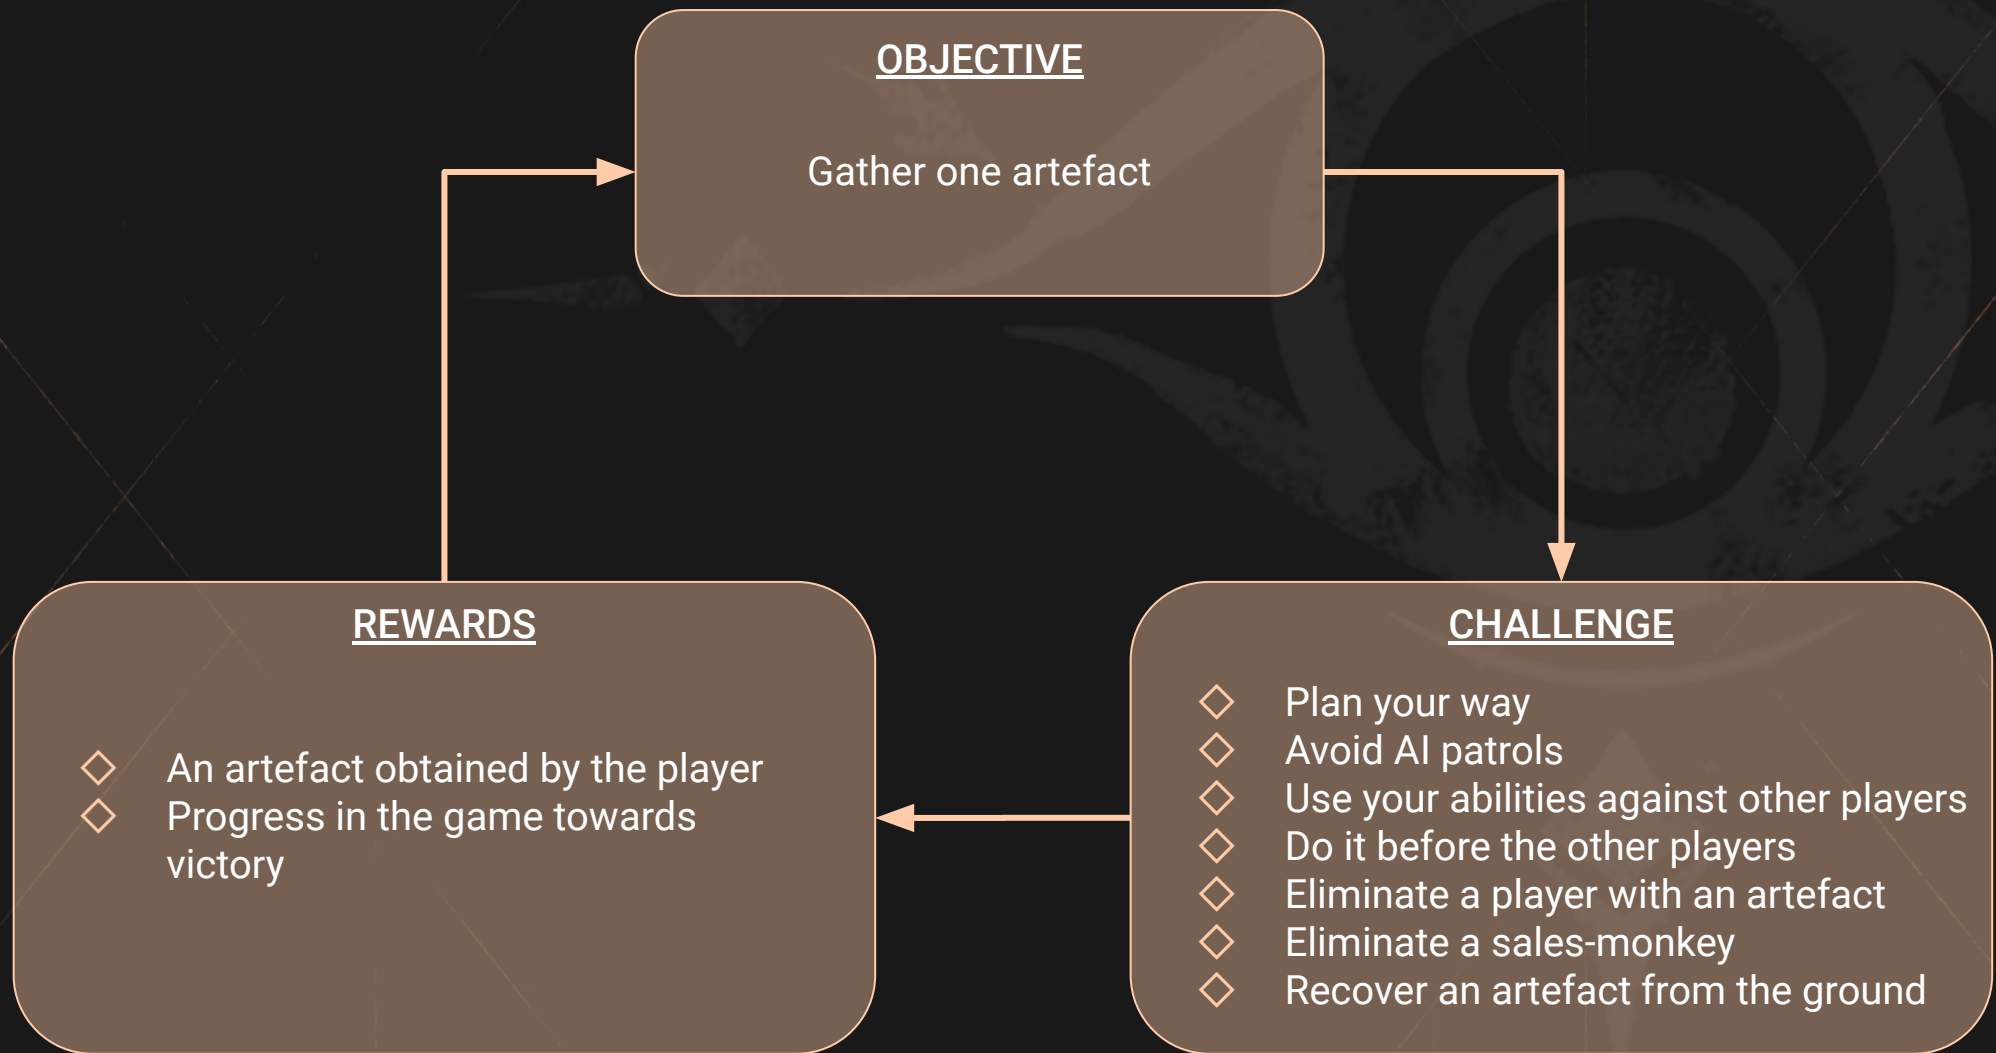 OBJECTIVE
Gather one artefact
REWARDS
An artefact obtained by the player
Progress in the game towards
victory
CHALLENGE
Plan your way
Avoid AI patrols
Use your abilities against other players
Do it before the other players
Eliminate a player with an artefact
Eliminate a sales-monkey
Recover an artefact from the ground